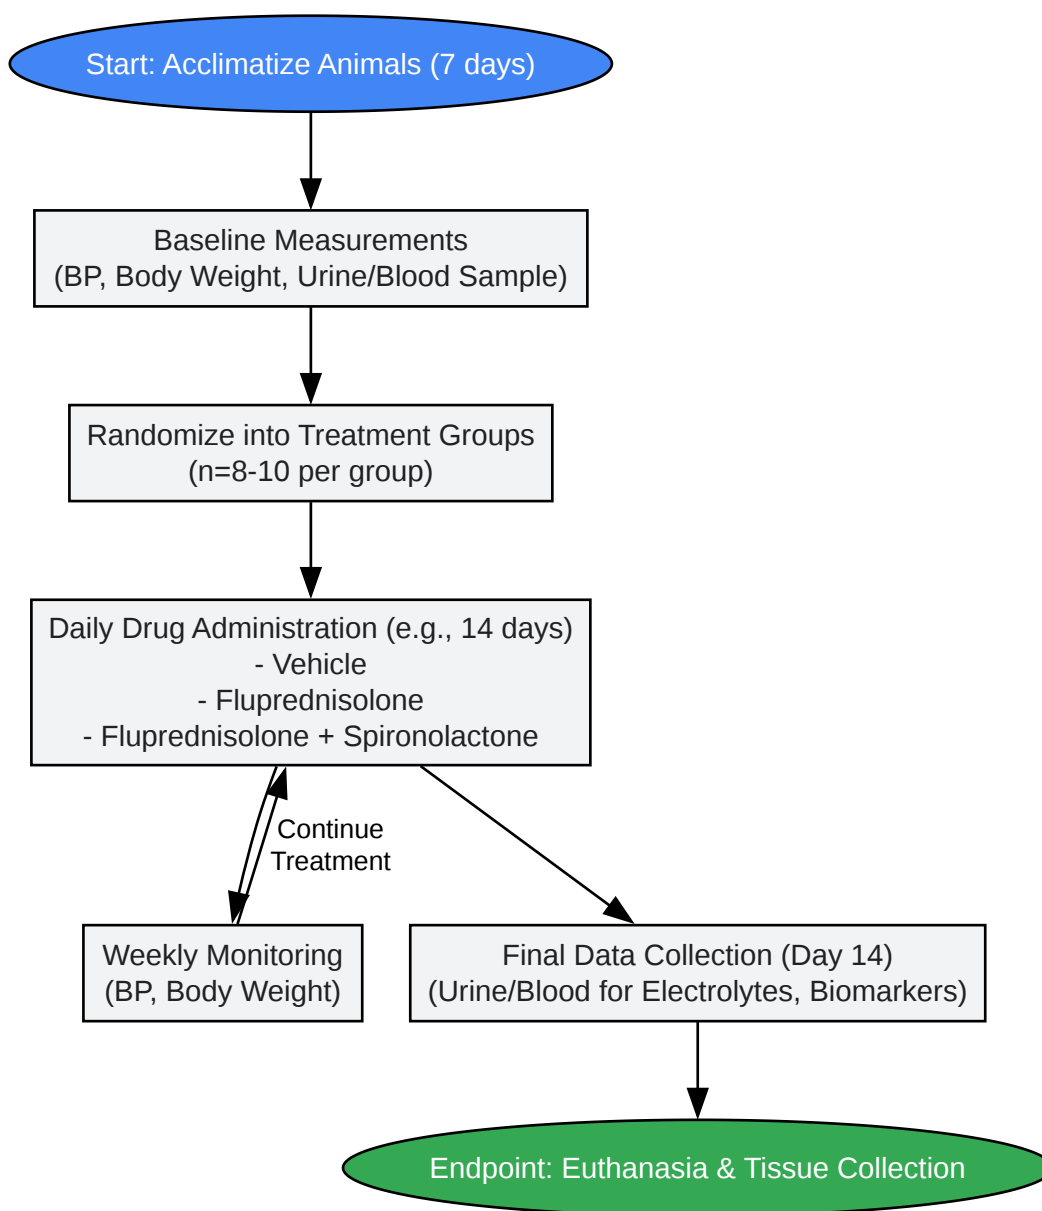 Start: Acclimatize Animals (7 days)
Baseline Measurements
(BP, Body Weight, Urine/Blood Sample)
Randomize into Treatment Groups
(n=8-10 per group)
Daily Drug Administration (e.g., 14 days)
- Vehicle
- Fluprednisolone
- Fluprednisolone + Spironolactone
Continue
Treatment
Weekly Monitoring
(BP, Body Weight)
Final Data Collection (Day 14)
(Urine/Blood for Electrolytes, Biomarkers)
Endpoint: Euthanasia & Tissue Collection